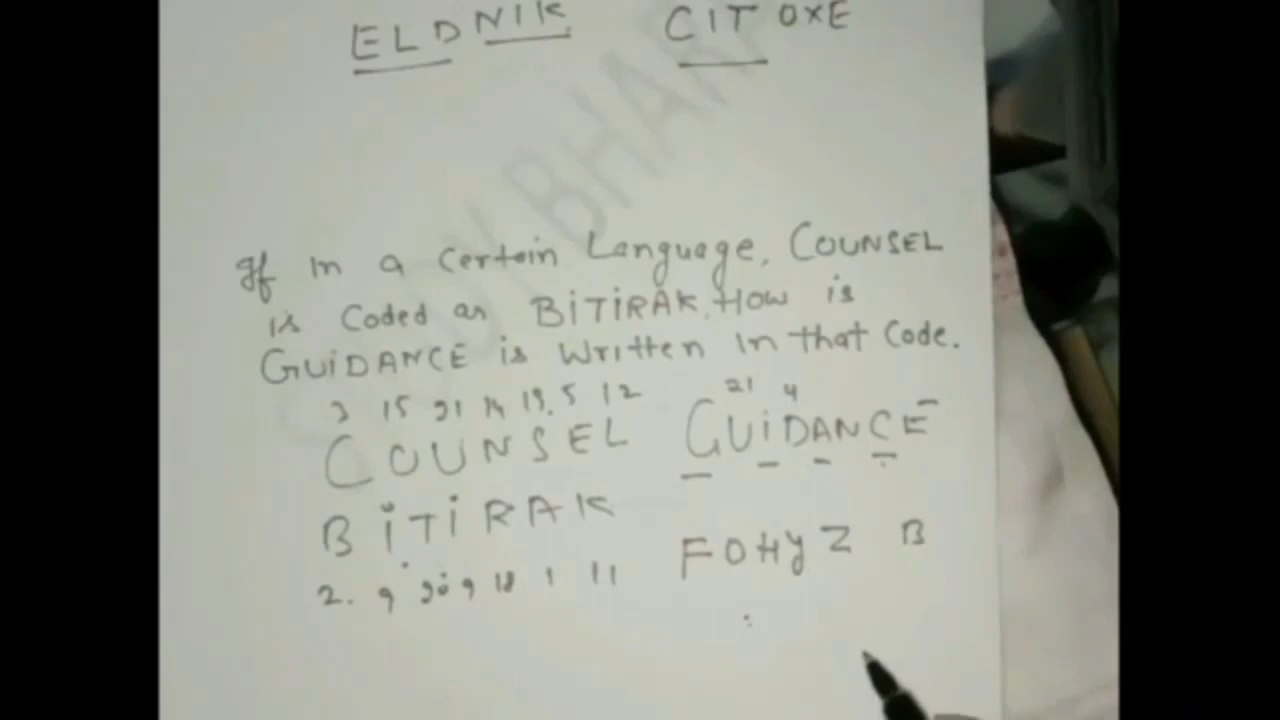 ELDNIK CITOXE
If in a certain Language, COUNSEL
is Coded as BITIRAK. How is
GUIDANCE is Written In that Code.
3 15 21 14 19 5 12 21 4
COUNSEL GUIDANCE
BITIRAK FOHYZ B
2 9 20 9 18 1 11